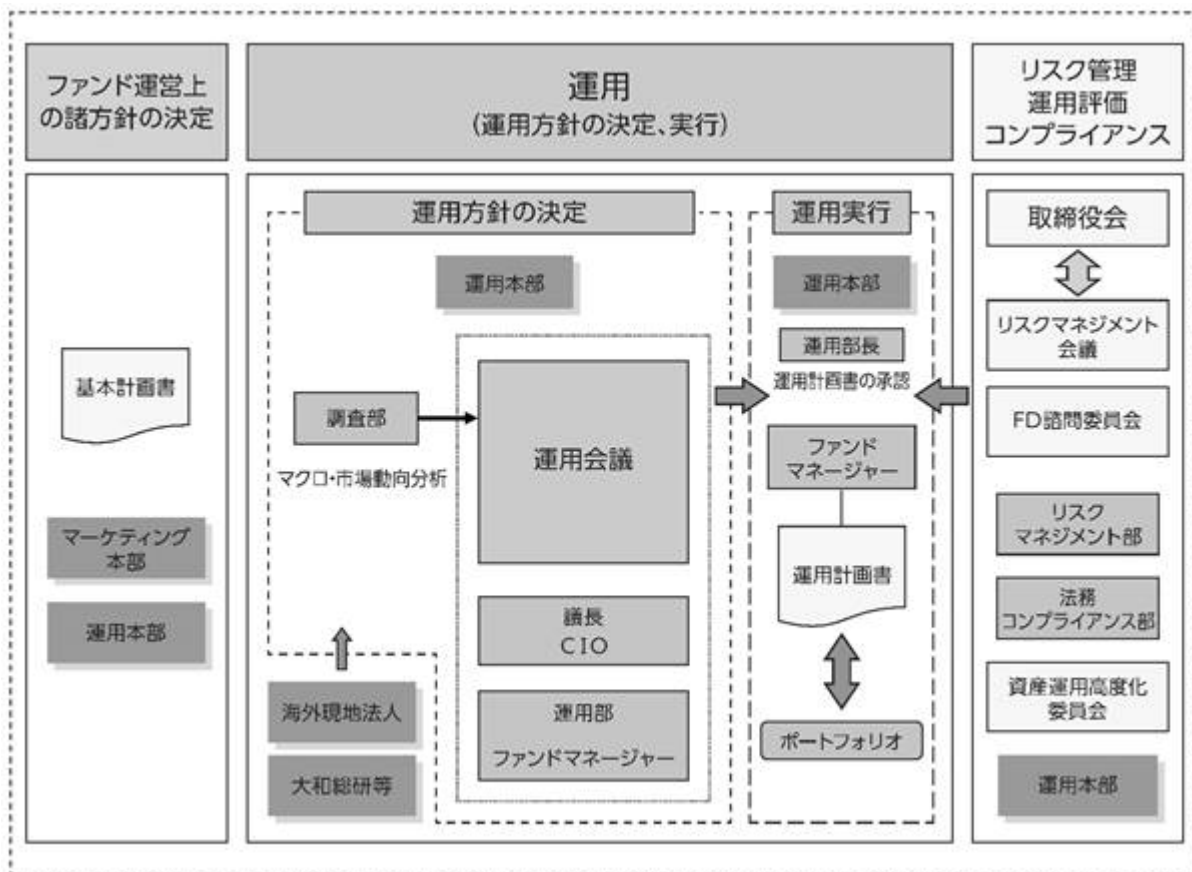 ファンド運営上
の諸方針の決定
基本計画書
マーケティング
本部
運用本部
運用
(運用方針の決定、実行)
運用方針の決定
運用本部
調査部
マクロ・市場動向分析
運用会議
議長
CIO
運用部
ファンドマネージャー
海外現地法人
大和総研等
運用実行
運用本部
運用部長
運用計画書の承認
ファンド
マネージャー
運用計画書
ポートフォリオ
リスク管理
運用評価
コンプライアンス
取締役会
リスクマネジメント
会議
FD諮問委員会
リスク
マネジメント部
法務
コンプライアンス部
資産運用高度化
委員会
運用本部